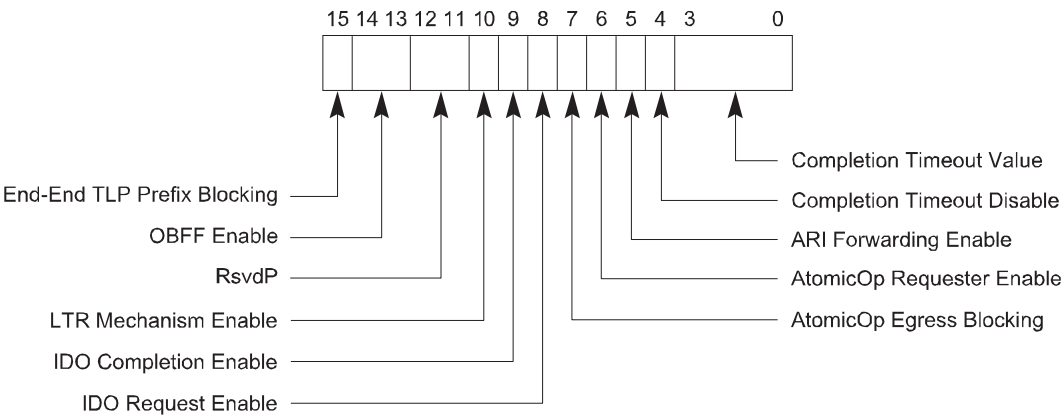 15 14 13 12 11 10 9 8 7 6 5 4 3 0
Completion Timeout Value
End-End TLP Prefix Blocking
Completion Timeout Disable
OBFF Enable
ARI Forwarding Enable
RsvdP
AtomicOp Requester Enable
LTR Mechanism Enable
AtomicOp Egress Blocking
IDO Completion Enable
IDO Request Enable